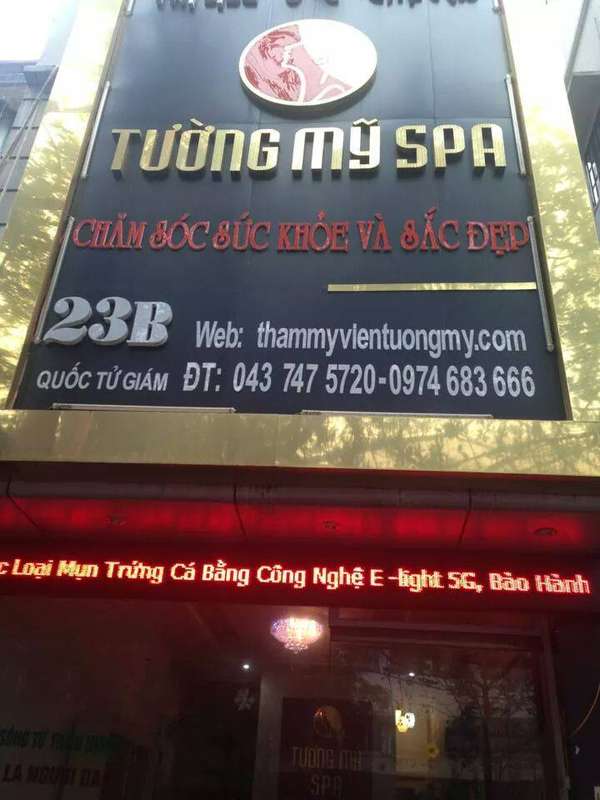 TƯỜNG MỸ SPA
CHĂM SÓC SỨC KHỎE VÀ SẮC ĐẸP
23B Web: thammyvientuongmy.com
QUỐC TỬ GIÁM ĐT: 043 747 5720-0974 683 666
c Loại Mụn Trứng Cá Bằng Công Nghệ E-light 5G, Bảo Hành
TƯỜNG MỸ
SPA
LÀ NGƯỜI